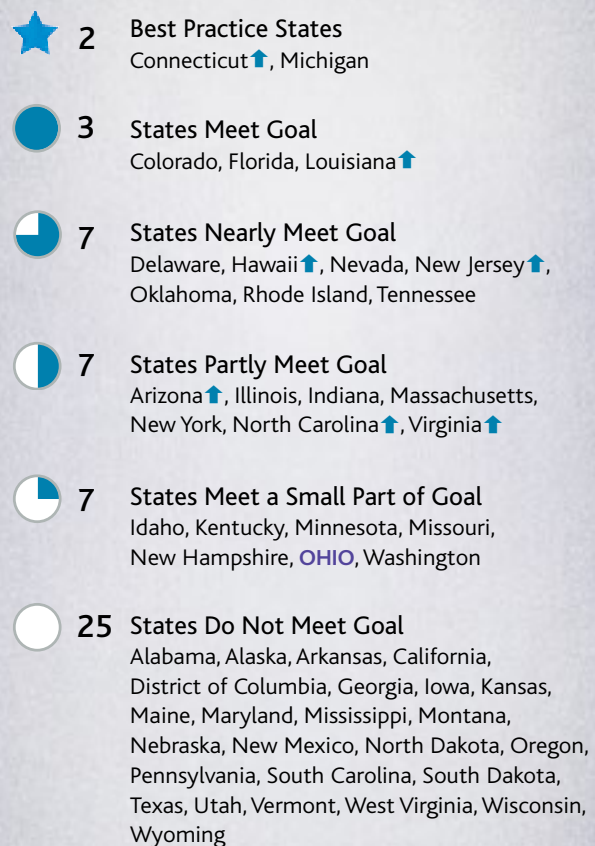 2 Best Practice States
Connecticut⬆, Michigan
3 States Meet Goal
Colorado, Florida, Louisiana⬆
7 States Nearly Meet Goal
Delaware, Hawaii⬆, Nevada, New Jersey⬆,
Oklahoma, Rhode Island, Tennessee
7 States Partly Meet Goal
Arizona⬆, Illinois, Indiana, Massachusetts,
New York, North Carolina⬆, Virginia⬆
7 States Meet a Small Part of Goal
Idaho, Kentucky, Minnesota, Missouri,
New Hampshire, OHIO, Washington
25 States Do Not Meet Goal
Alabama, Alaska, Arkansas, California,
District of Columbia, Georgia, Iowa, Kansas,
Maine, Maryland, Mississippi, Montana,
Nebraska, New Mexico, North Dakota, Oregon,
Pennsylvania, South Carolina, South Dakota,
Texas, Utah, Vermont, West Virginia, Wisconsin,
Wyoming